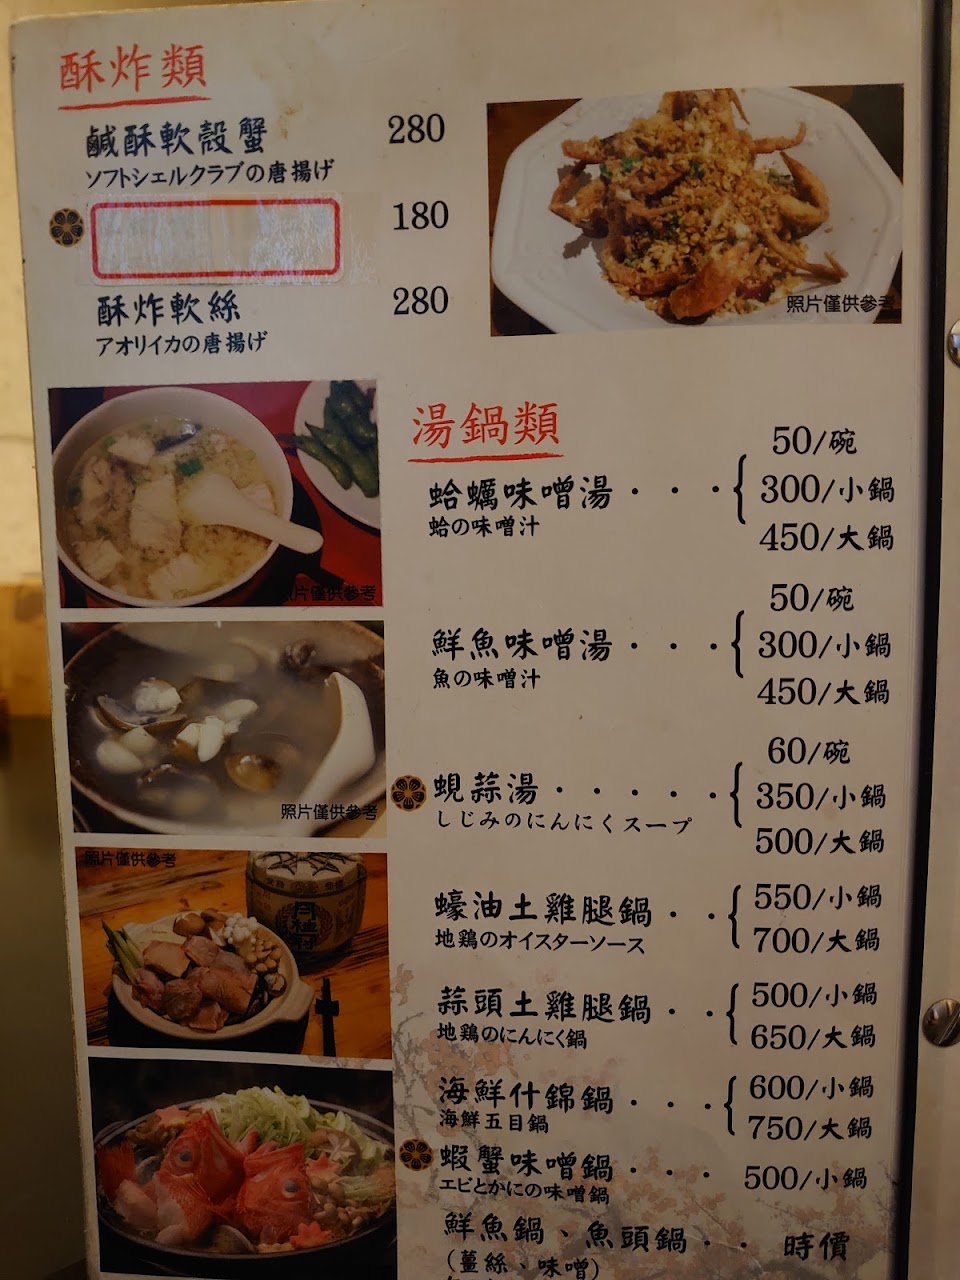 酥炸類
鹹酥軟殼蟹 280
ソフトシェルクラブの唐揚げ
180
酥炸軟絲 280
アオリイカの唐揚げ
照片僅供參考
湯鍋類
蛤蠣味噌湯・・・ 50/碗
蛤の味噌汁 300/小鍋
450/大鍋
照片僅供參考
鮮魚味噌湯・・・ 50/碗
魚の味噌汁 300/小鍋
450/大鍋
照片僅供參考
蜆蒜湯・・・・・ 60/碗
しじみのにんにくスープ 350/小鍋
500/大鍋
照片僅供參考
蠔油土雞腿鍋・・ 550/小鍋
地鶏のオイスターソース 700/大鍋
蒜頭土雞腿鍋・・ 500/小鍋
地鶏のにんにく鍋 650/大鍋
海鮮什錦鍋・・・ 600/小鍋
海鮮五目鍋 750/大鍋
蝦蟹味噌鍋・・・ 500/小鍋
エビとかにの味噌鍋
鮮魚鍋、魚頭鍋・・ 時價
(薑絲、味噌)